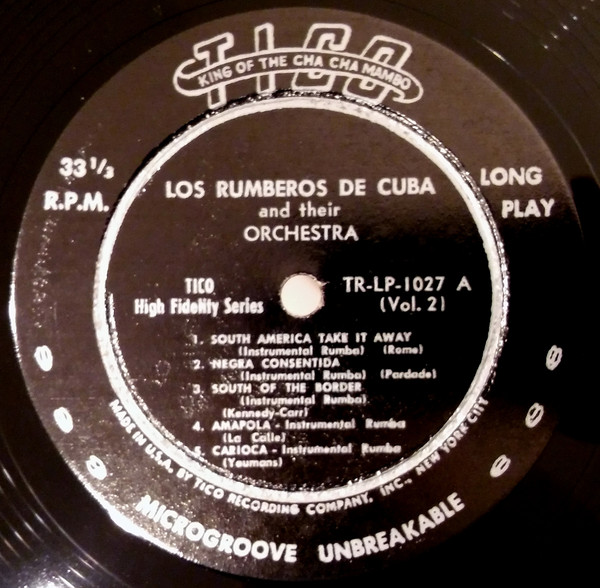 TICO
KING OF THE CHA CHA MAMBO
33 1/3
R.P.M.
LONG
PLAY
LOS RUMBEROS DE CUBA
and their
ORCHESTRA
TICO
High Fidelity Series
TR-LP-1027 A
(Vol. 2)
1. SOUTH AMERICA TAKE IT AWAY
(Instrumental Rumba) (Rome)
2. NEGRA CONSENTIDA
(Instrumental Rumba) (Pardade)
3. SOUTH OF THE BORDER
(Instrumental Rumba)
(Kennedy-Carr)
4. AMAPOLA - Instrumental Rumba
(La Calle)
5. CARIOCA - Instrumental Rumba
(Youmans)
MADE IN U.S.A. BY TICO RECORDING COMPANY, INC., NEW YORK CITY
MICROGROOVE UNBREAKABLE